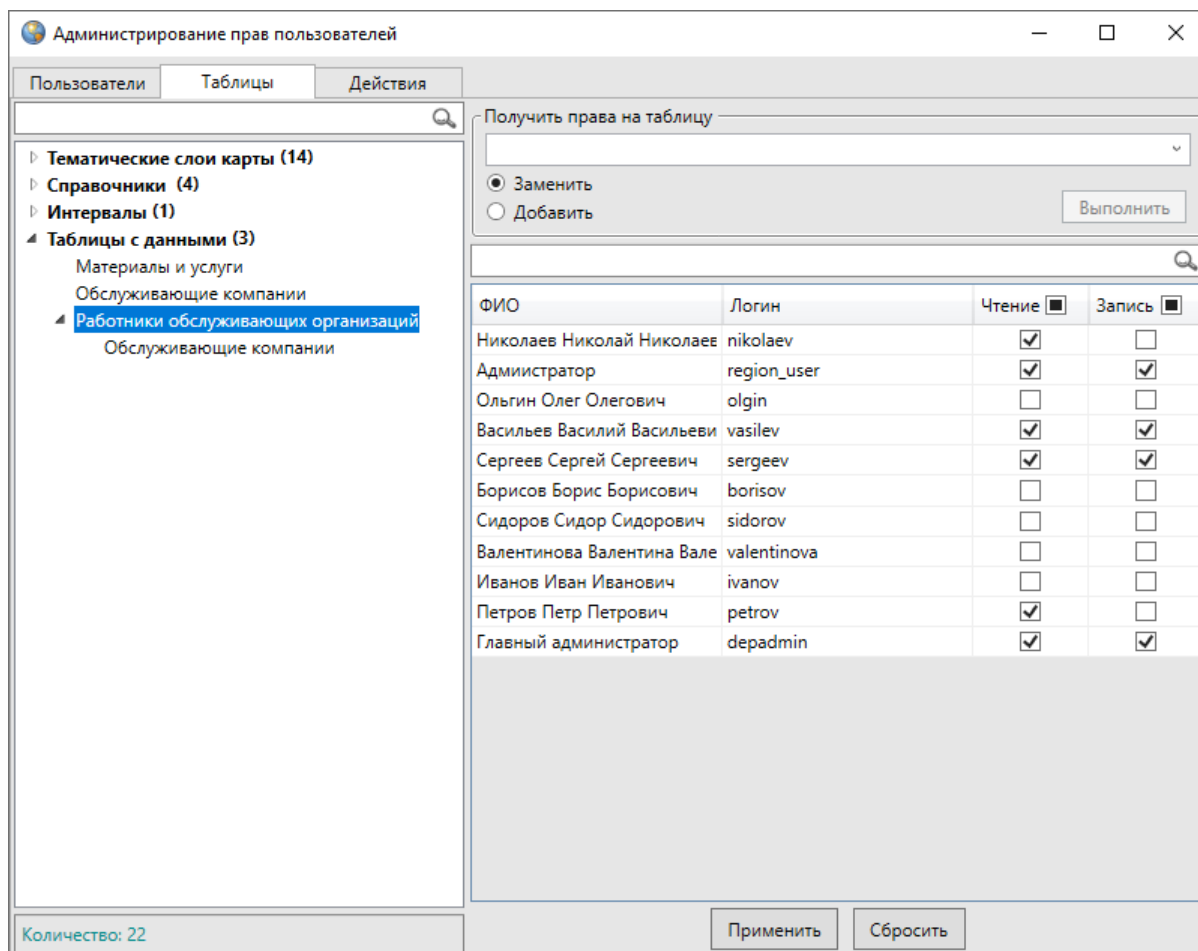 Администрирование прав пользователей
Пользователи Таблицы Действия
Тематические слои карты (14)
Справочники (4)
Интервалы (1)
Таблицы с данными (3)
Материалы и услуги
Обслуживающие компании
Работники обслуживающих организаций
Обслуживающие компании
Количество: 22
Получить права на таблицу
Заменить
Добавить
Выполнить
ФИО Логин Чтение Запись
Николаев Николай Николаев nikolaev
Адмиистратор region_user
Ольгин Олег Олегович olgin
Васильев Василий Васильеви vasilev
Сергеев Сергей Сергеевич sergeev
Борисов Борис Борисович borisov
Сидоров Сидор Сидорович sidorov
Валентинова Валентина Вале valentinova
Иванов Иван Иванович ivanov
Петров Петр Петрович petrov
Главный администратор depadmin
Применить Сбросить